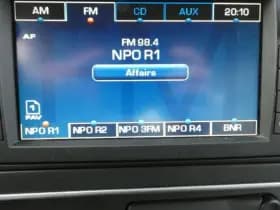 AM FM CD AUX 20:10
AF
FM 98.4
NPO R1
Affairs
1
FAV
NPO R1 NPO R2 NPO 3FM NPO R4 BNR